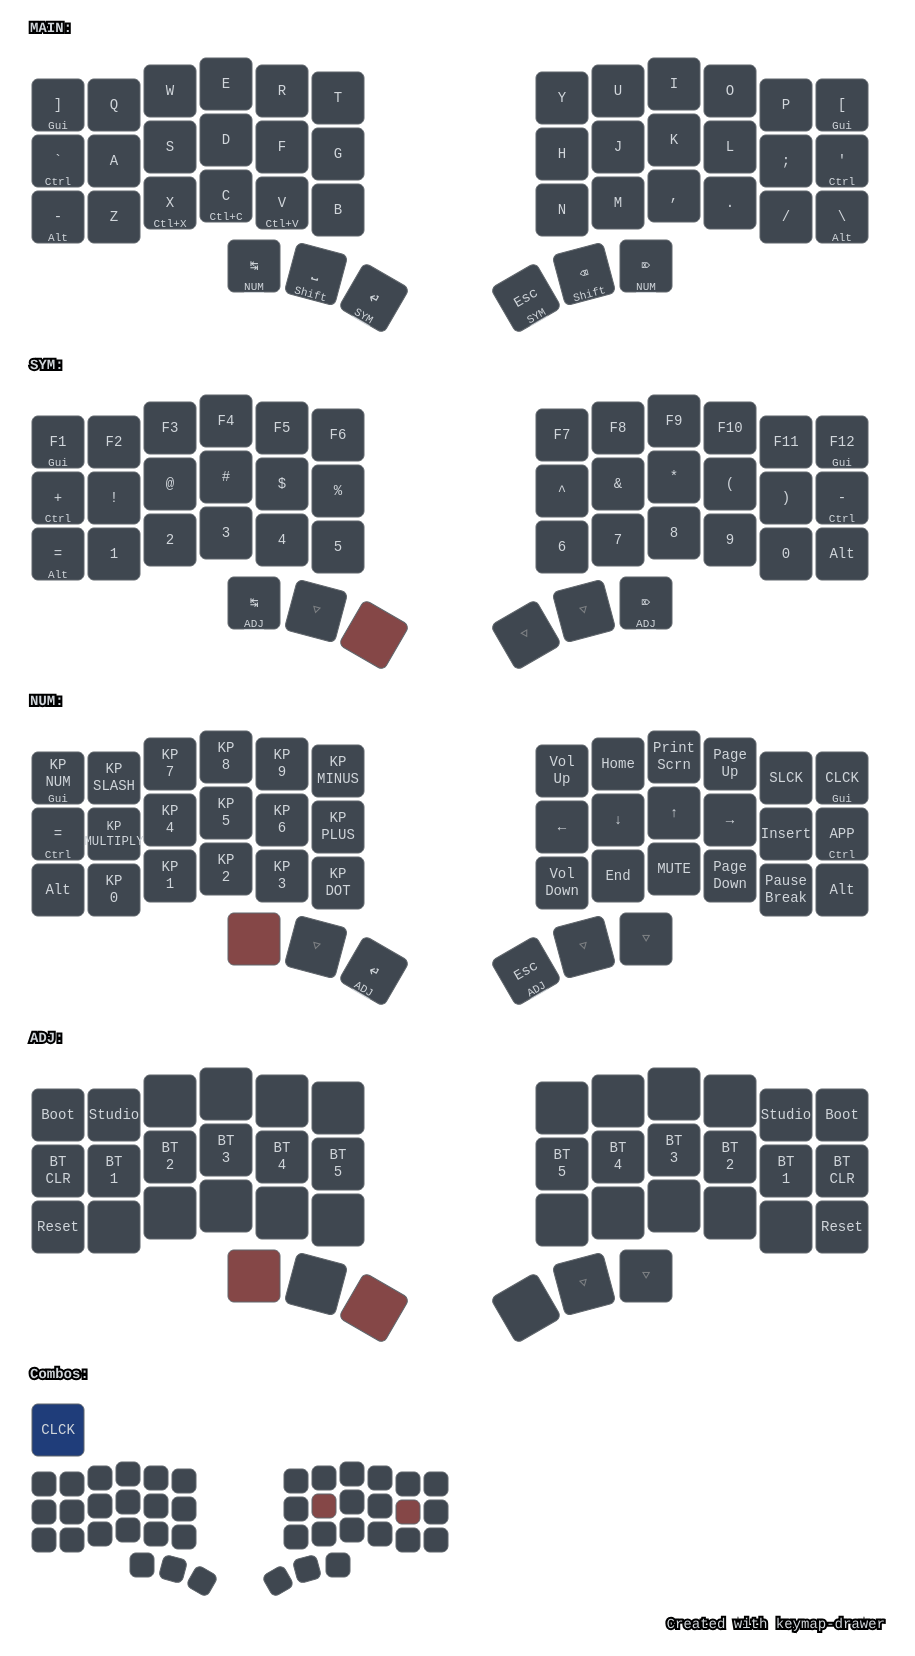 MAIN:
] Q W E R T Y U I O P [
Gui Gui
` A S D F G H J K L ; '
Ctrl Ctrl
- Z X C V B N M , . / \
Alt Ctl+X Ctl+C Ctl+V Alt
↹ ⎵ ↵ Esc ⌫ ⌦
NUM Shift SYM SYM Shift NUM
SYM:
F1 F2 F3 F4 F5 F6 F7 F8 F9 F10 F11 F12
Gui Gui
+ ! @ # $ % ^ & * ( ) -
Ctrl Ctrl
= 1 2 3 4 5 6 7 8 9 0 Alt
Alt
↹ ▽ ▽ ▽ ⌦
ADJ ADJ
NUM:
KP NUM KP SLASH KP 7 KP 8 KP 9 KP MINUS Vol Up Home Print Scrn Page Up SLCK CLCK
Gui Gui
= KP MULTIPLY KP 4 KP 5 KP 6 KP PLUS ← ↓ ↑ → Insert APP
Ctrl Ctrl
Alt KP 0 KP 1 KP 2 KP 3 KP DOT Vol Down End MUTE Page Down Pause Break Alt
▽ ↵ Esc ▽ ▽
ADJ ADJ
ADJ:
Boot Studio Studio Boot
BT CLR BT 1 BT 2 BT 3 BT 4 BT 5 BT 5 BT 4 BT 3 BT 2 BT 1 BT CLR
Reset Reset
▽ ▽
Combos:
CLCK
Created with keymap-drawer